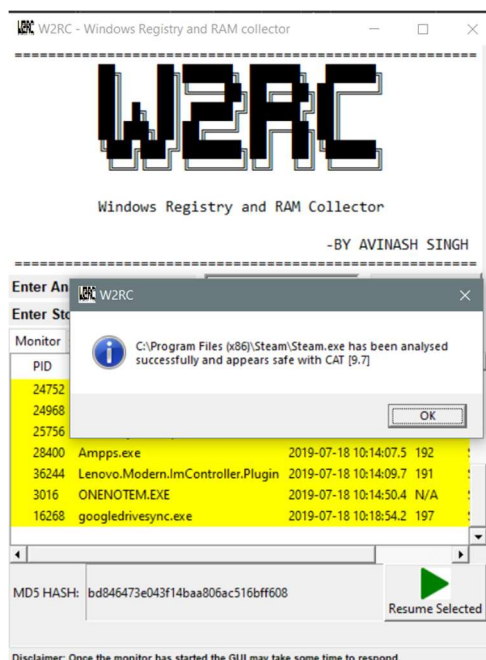 W2RC - Windows Registry and RAM collector
W2RC
Windows Registry and RAM Collector
-BY AVINASH SINGH
Enter An
Enter Sto
W2RC
C:\Program Files (x86)\Steam\Steam.exe has been analysed
successfully and appears safe with CAT [9.7]
OK
Monitor
PID
24752
24968
25756
28400 Ampps.exe 2019-07-18 10:14:07.5 192
36244 Lenovo.Modern.ImController.Plugin 2019-07-18 10:14:09.7 191
3016 ONENOTEM.EXE 2019-07-18 10:14:50.4 N/A
16268 googledrivesync.exe 2019-07-18 10:18:54.2 197
MD5 HASH: bd846473e043f14baa806ac516bff608
Resume Selected
Disclaimer: Once the monitor has started the GUI may take some time to respond